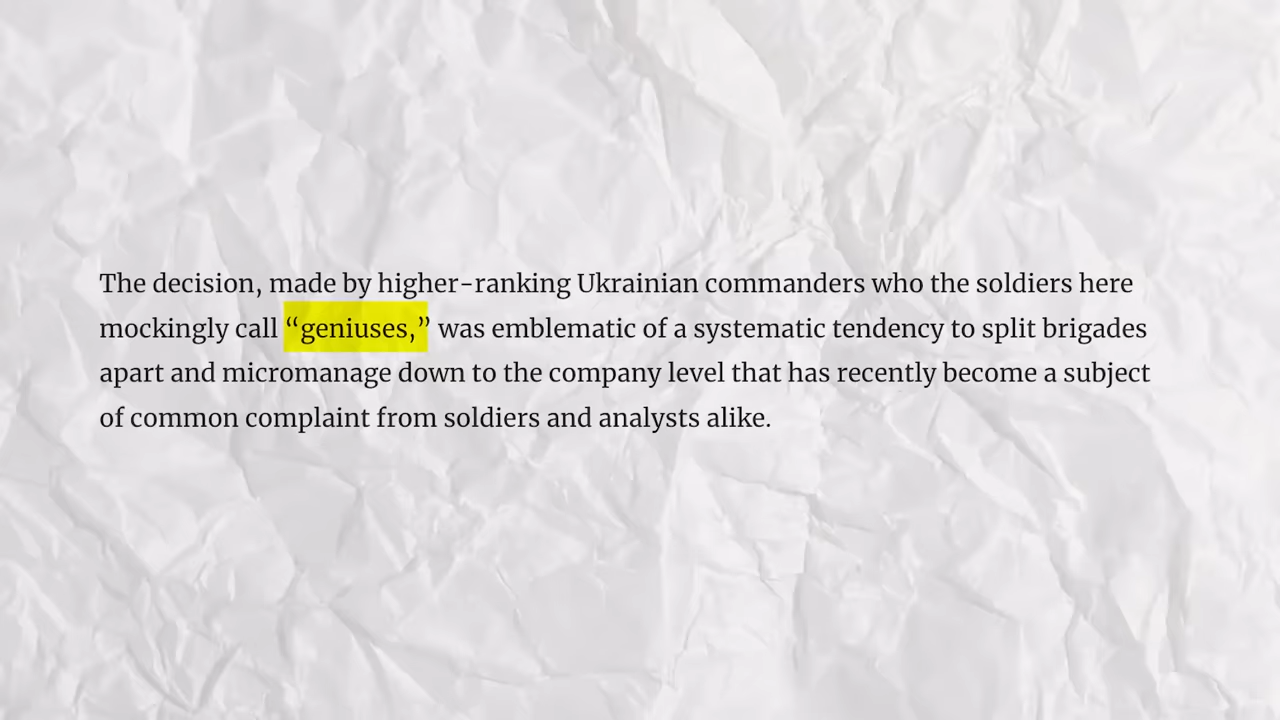 The decision, made by higher-ranking Ukrainian commanders who the soldiers here
mockingly call “geniuses,” was emblematic of a systematic tendency to split brigades
apart and micromanage down to the company level that has recently become a subject
of common complaint from soldiers and analysts alike.